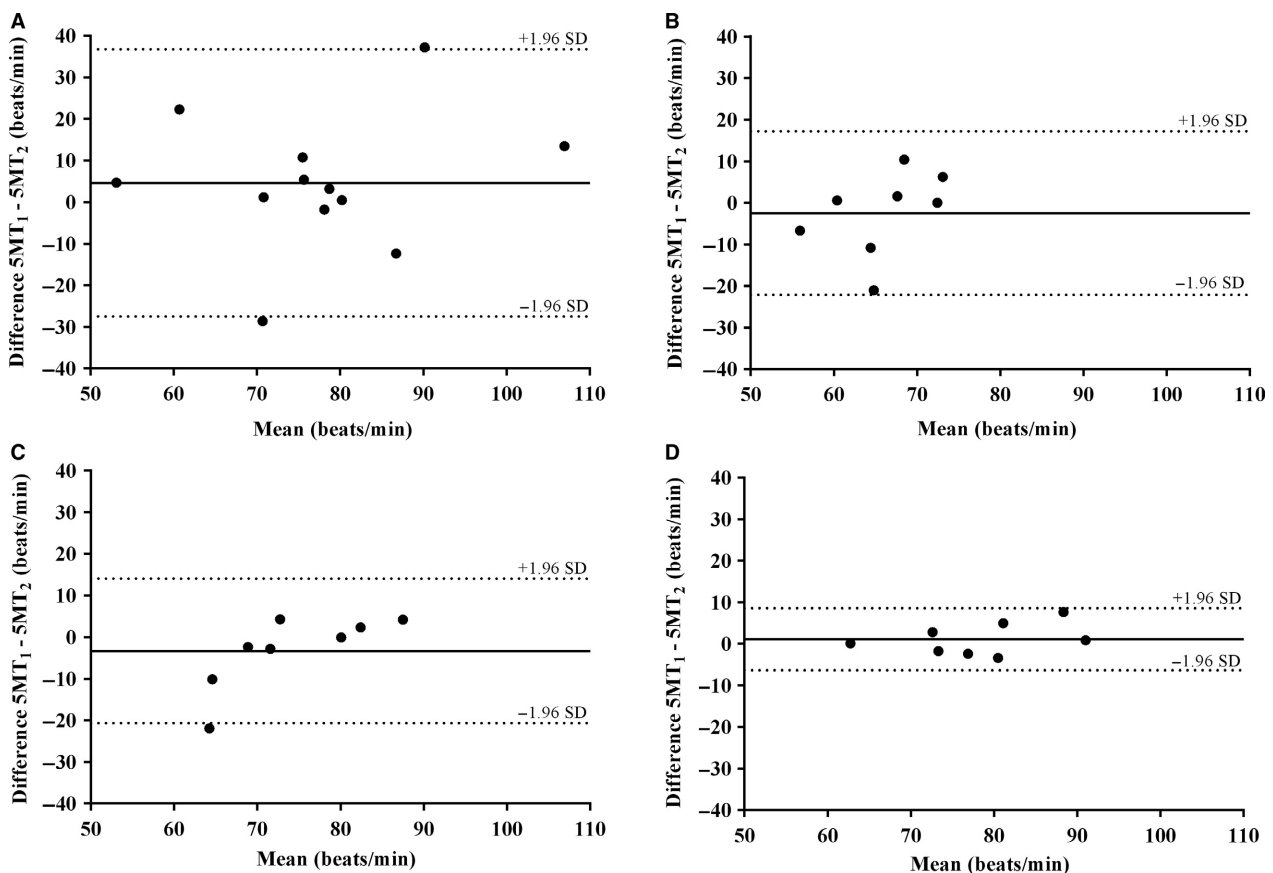 A
Difference 5MT₁ - 5MT₂ (beats/min)
40
30
20
10
0
–10
–20
–30
–40
+1.96 SD
–1.96 SD
50 60 70 80 90 100 110
Mean (beats/min)
B
Difference 5MT₁ - 5MT₂ (beats/min)
40
30
20
10
0
–10
–20
–30
–40
+1.96 SD
–1.96 SD
50 60 70 80 90 100 110
Mean (beats/min)
C
Difference 5MT₁ - 5MT₂ (beats/min)
40
30
20
10
0
–10
–20
–30
–40
+1.96 SD
–1.96 SD
50 60 70 80 90 100 110
Mean (beats/min)
D
Difference 5MT₁ - 5MT₂ (beats/min)
40
30
20
10
0
–10
–20
–30
–40
+1.96 SD
–1.96 SD
50 60 70 80 90 100 110
Mean (beats/min)